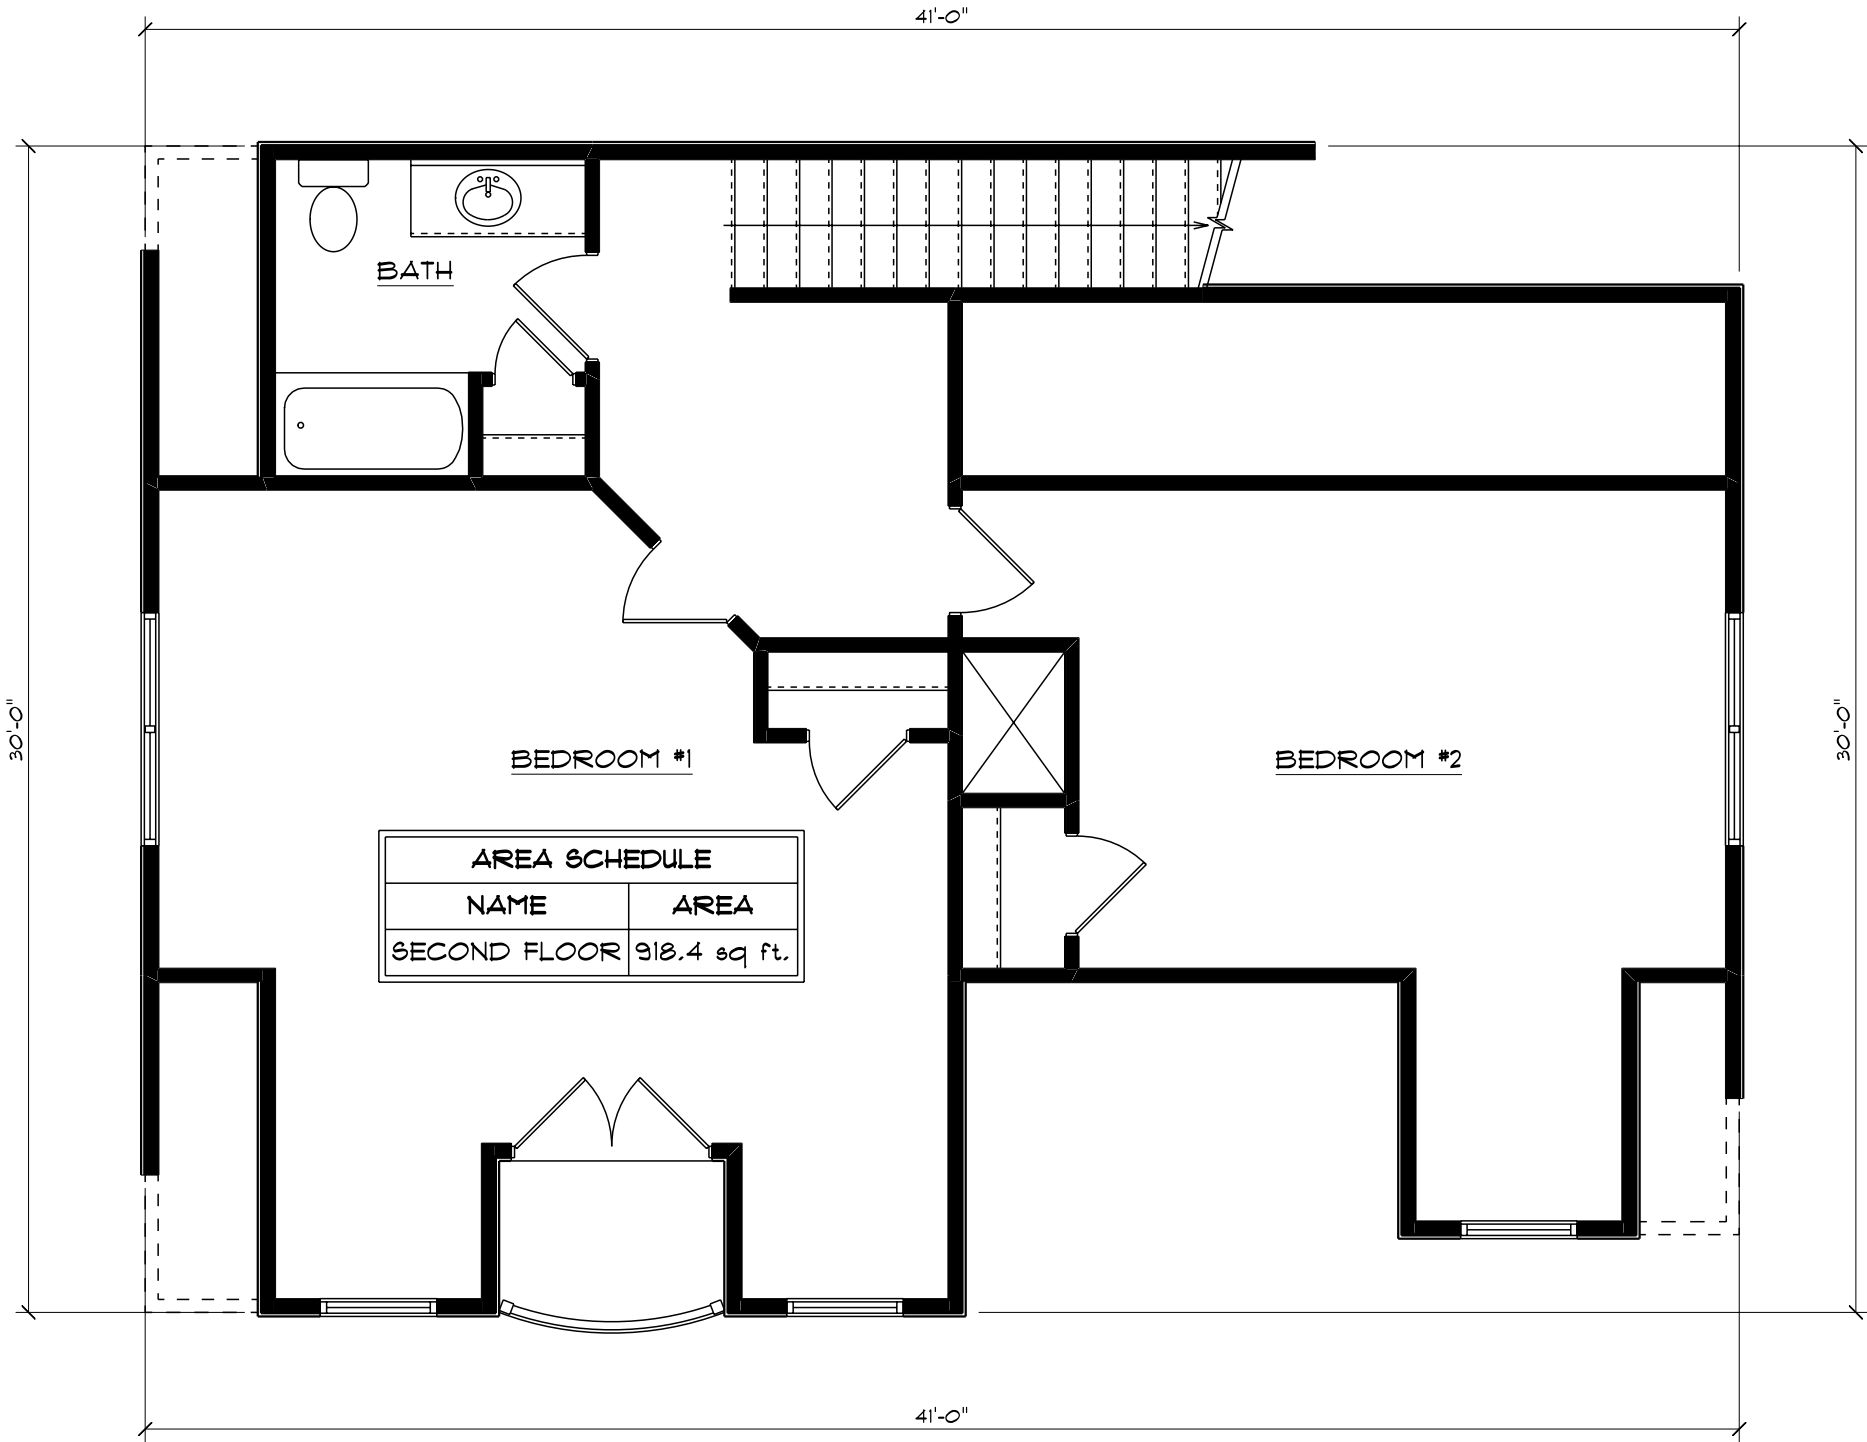 41'-0"
BATH
30'-0"
30'-0"
BEDROOM #1
BEDROOM #2
AREA SCHEDULE
NAME AREA
SECOND FLOOR 918.4 sq ft.
41'-0"